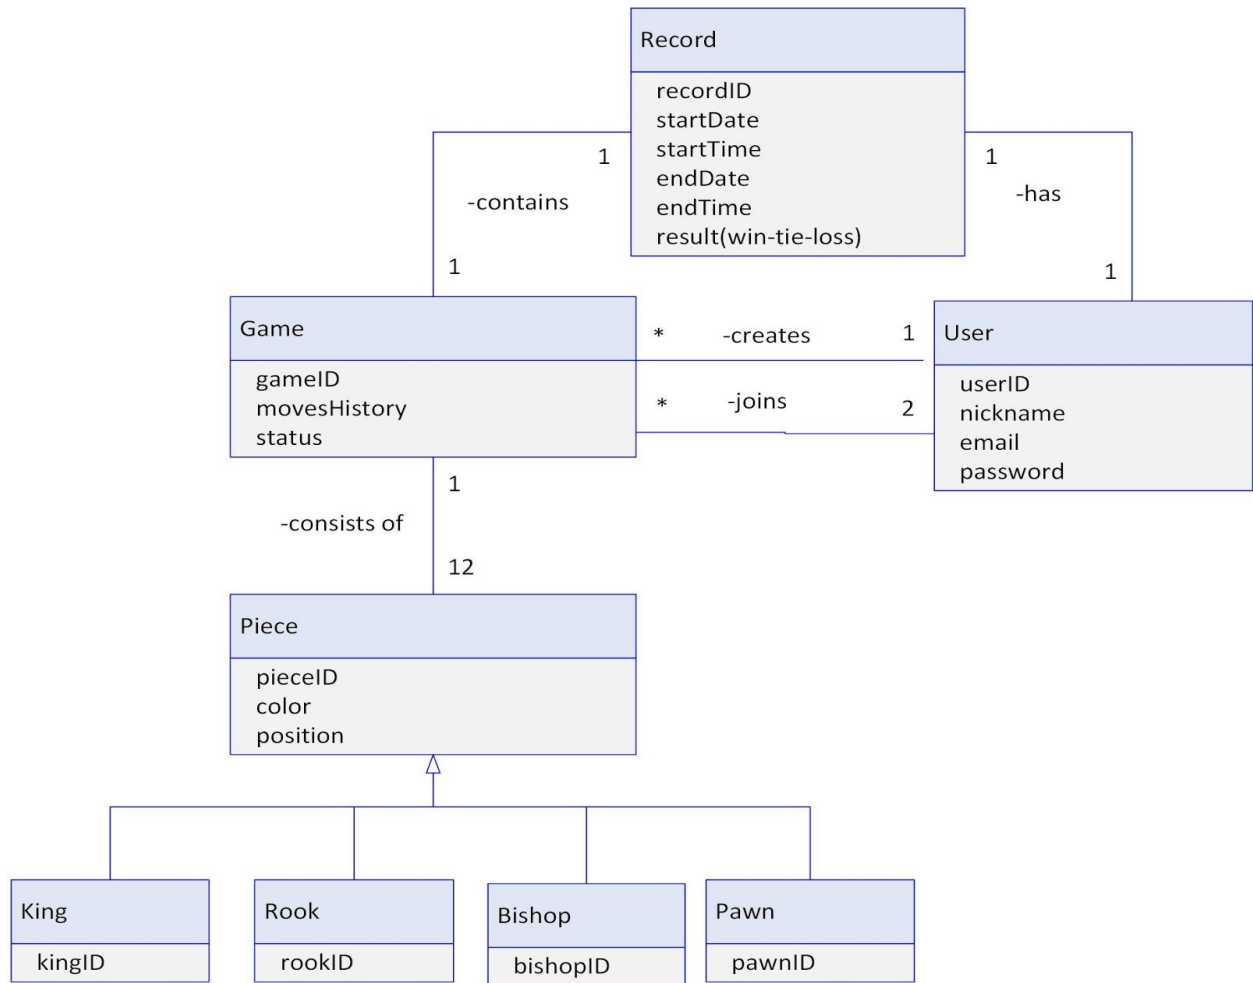 Record
recordID
startDate
startTime
endDate
endTime
result(win-tie-loss)
1
1
-contains
-has
1
1
Game
gameID
movesHistory
status
*
-creates
1
*
-joins
2
User
userID
nickname
email
password
1
-consists of
12
Piece
pieceID
color
position
King
kingID
Rook
rookID
Bishop
bishopID
Pawn
pawnID